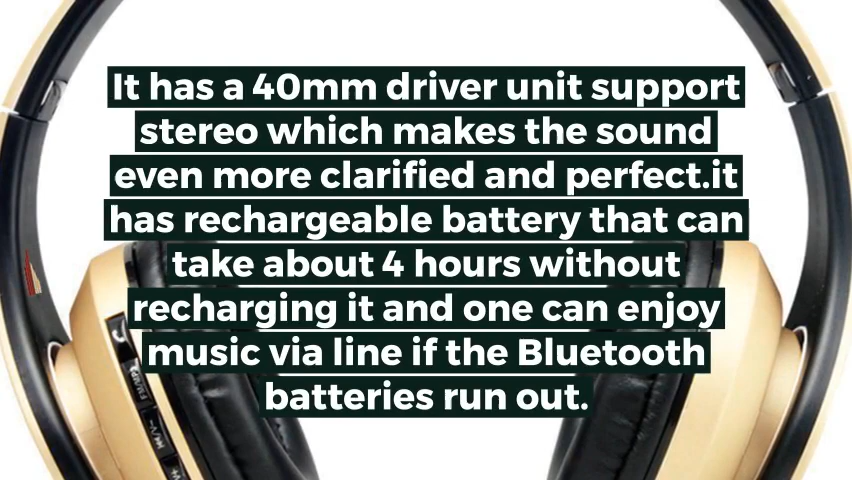 It has a 40mm driver unit support
stereo which makes the sound
even more clarified and perfect.it
has rechargeable battery that can
take about 4 hours without
recharging it and one can enjoy
music via line if the Bluetooth
batteries run out.
FM/MP3
V-
V+